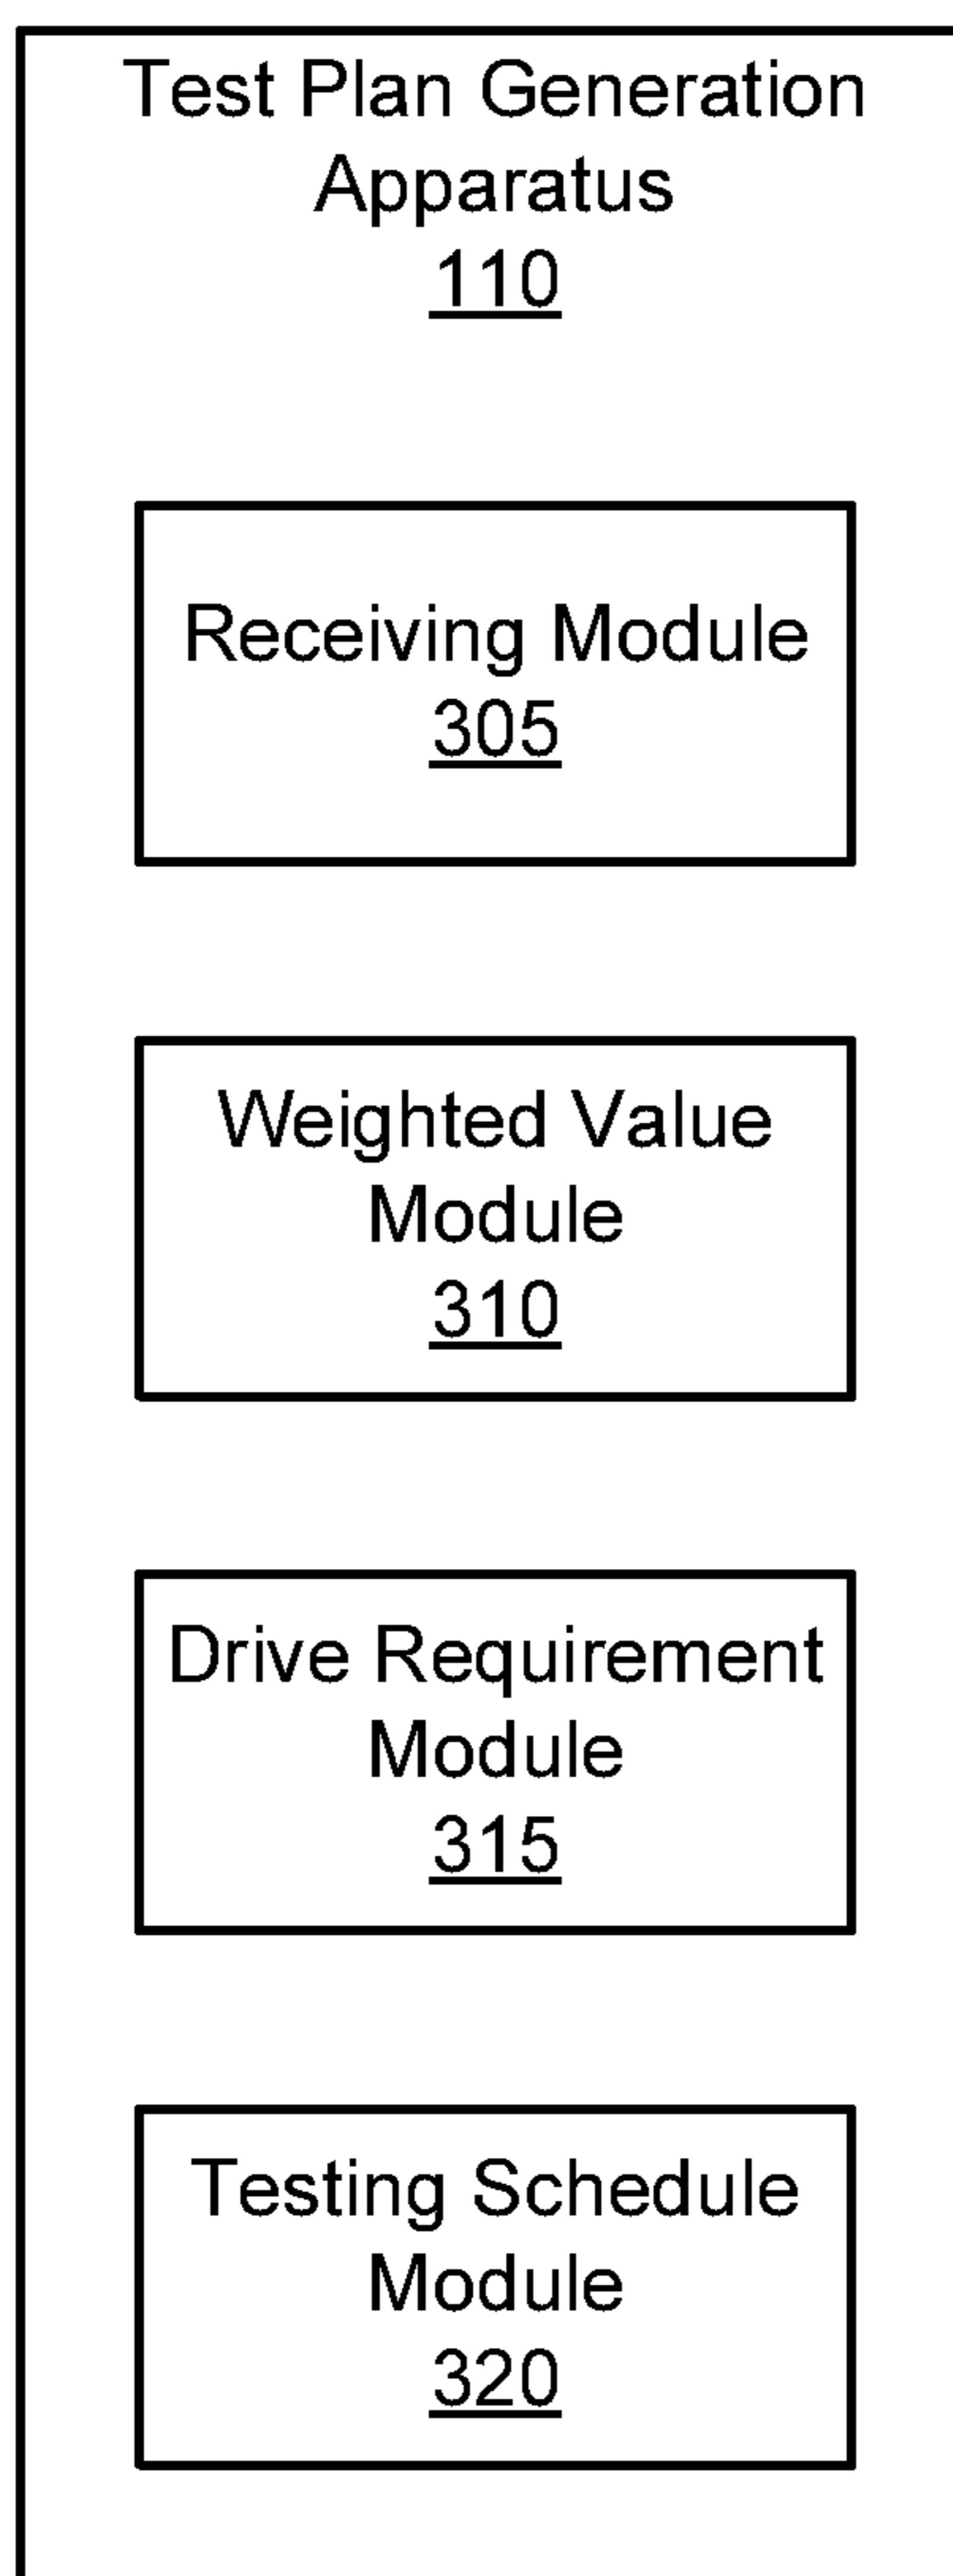 Test Plan Generation
Apparatus
110
Receiving Module
305
Weighted Value
Module
310
Drive Requirement
Module
315
Testing Schedule
Module
320